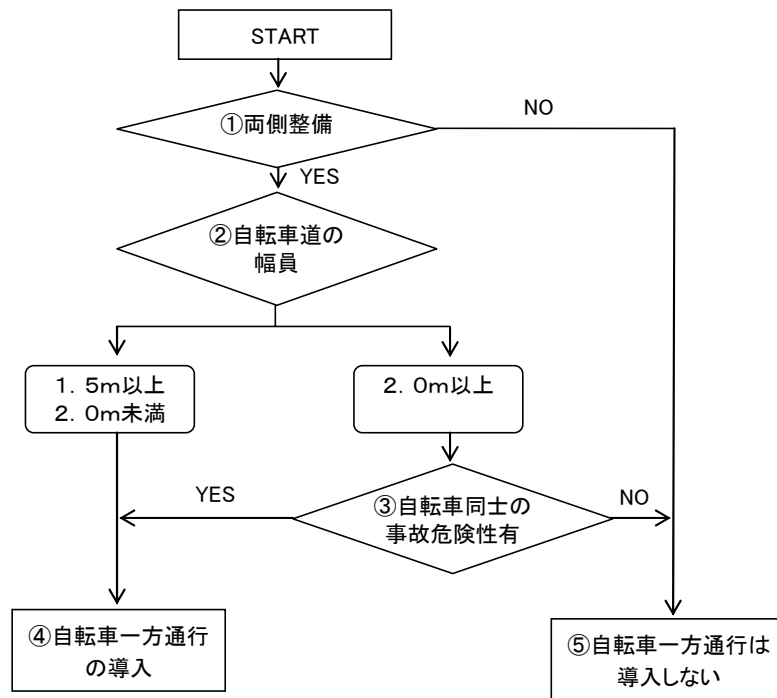 START
①両側整備
NO
YES
②自転車道の
幅員
１．５ｍ以上
２．０ｍ未満
２．０ｍ以上
YES
③自転車同士の
事故危険性有
NO
④自転車一方通行
の導入
⑤自転車一方通行は
導入しない